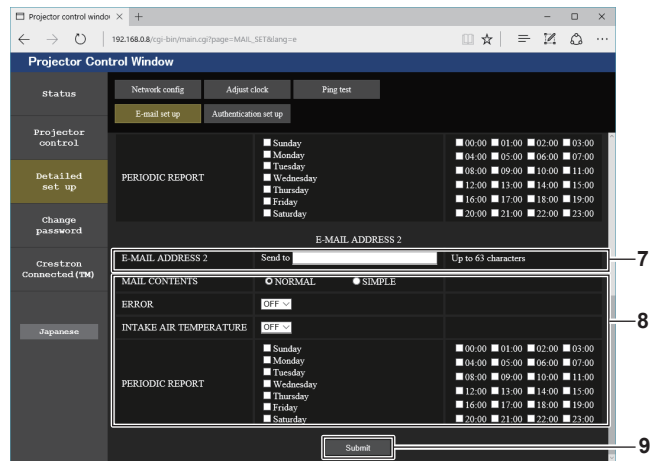 Projector control windov
192.168.0.8/cgi-bin/main.cgi?page=MAIL_SET&lang=e
Projector Control Window
Status
Projector
control
Detailed
set up
Change
password
Crestron
Connected(TM)
Japanese
Network config Adjust clock Ping test
E-mail set up Authentication set up
PERIODIC REPORT
Sunday
Monday
Tuesday
Wednesday
Thursday
Friday
Saturday
00:00 01:00 02:00 03:00
04:00 05:00 06:00 07:00
08:00 09:00 10:00 11:00
12:00 13:00 14:00 15:00
16:00 17:00 18:00 19:00
20:00 21:00 22:00 23:00
E-MAIL ADDRESS 2
E-MAIL ADDRESS 2 Send to Up to 63 characters 7
MAIL CONTENTS NORMAL SIMPLE
ERROR OFF
8
INTAKE AIR TEMPERATURE OFF
PERIODIC REPORT
Sunday
Monday
Tuesday
Wednesday
Thursday
Friday
Saturday
00:00 01:00 02:00 03:00
04:00 05:00 06:00 07:00
08:00 09:00 10:00 11:00
12:00 13:00 14:00 15:00
16:00 17:00 18:00 19:00
20:00 21:00 22:00 23:00
Submit 9